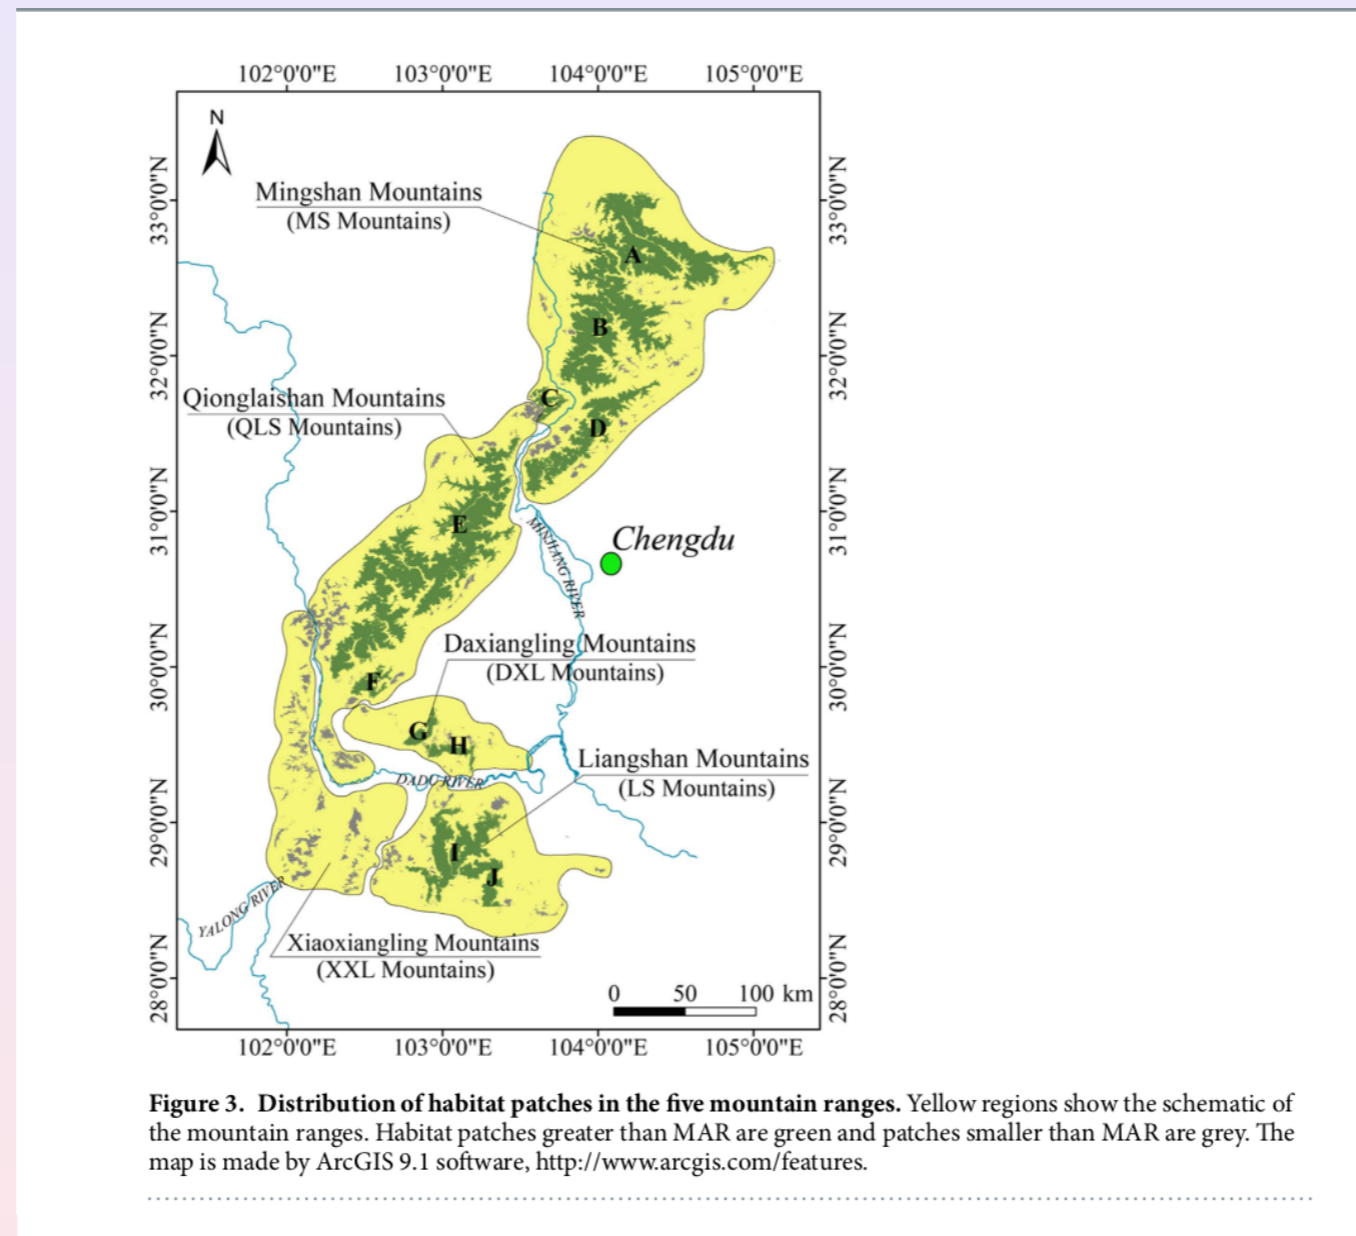 102°0'0"E 103°0'0"E 104°0'0"E 105°0'0"E
N
33°0'0"N 33°0'0"N
Mingshan Mountains
(MS Mountains)
A
B
32°0'0"N 32°0'0"N
Qionglaishan Mountains
(QLS Mountains)
C
D
31°0'0"N 31°0'0"N
E
MINJIANG RIVER
Chengdu
Daxiangling Mountains
(DXL Mountains)
30°0'0"N 30°0'0"N
F
G
H
Liangshan Mountains
(LS Mountains)
DADU RIVER
29°0'0"N 29°0'0"N
I
J
YALONG RIVER
Xiaoxiangling Mountains
(XXL Mountains)
28°0'0"N 28°0'0"N
0 50 100 km
102°0'0"E 103°0'0"E 104°0'0"E 105°0'0"E
Figure 3. Distribution of habitat patches in the five mountain ranges. Yellow regions show the schematic of
the mountain ranges. Habitat patches greater than MAR are green and patches smaller than MAR are grey. The
map is made by ArcGIS 9.1 software, http://www.arcgis.com/features.